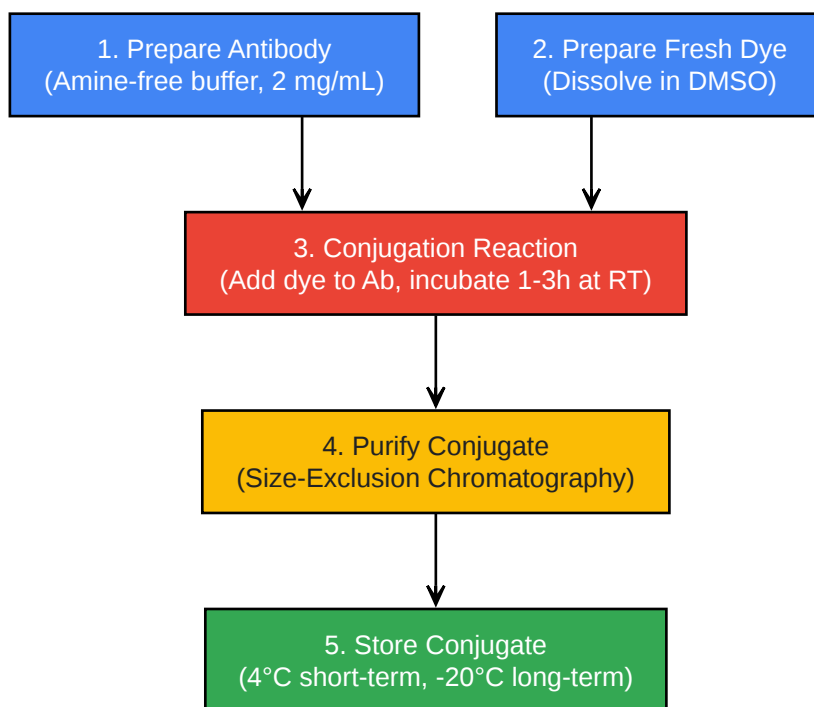 1. Prepare Antibody
(Amine-free buffer, 2 mg/mL)
2. Prepare Fresh Dye
(Dissolve in DMSO)
3. Conjugation Reaction
(Add dye to Ab, incubate 1-3h at RT)
4. Purify Conjugate
(Size-Exclusion Chromatography)
5. Store Conjugate
(4°C short-term, -20°C long-term)